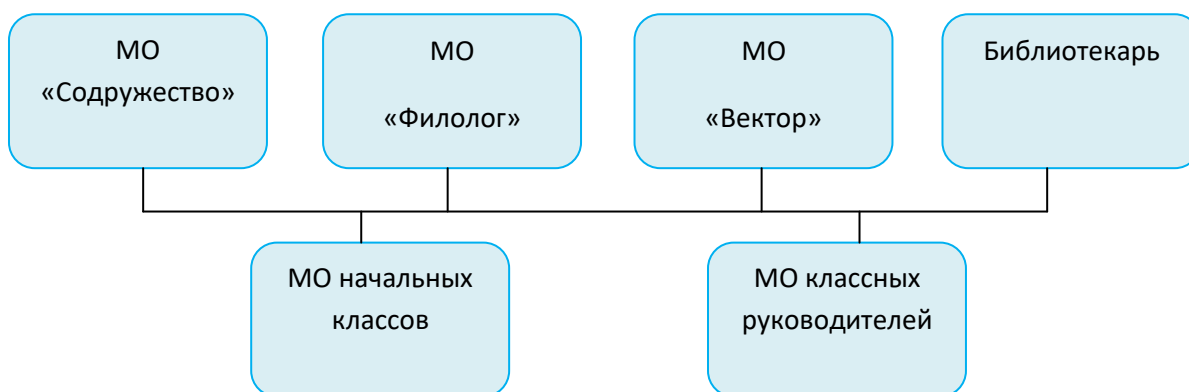 МО
«Содружество»
МО
«Филолог»
МО
«Вектор»
Библиотекарь
МО начальных
классов
МО классных
руководителей